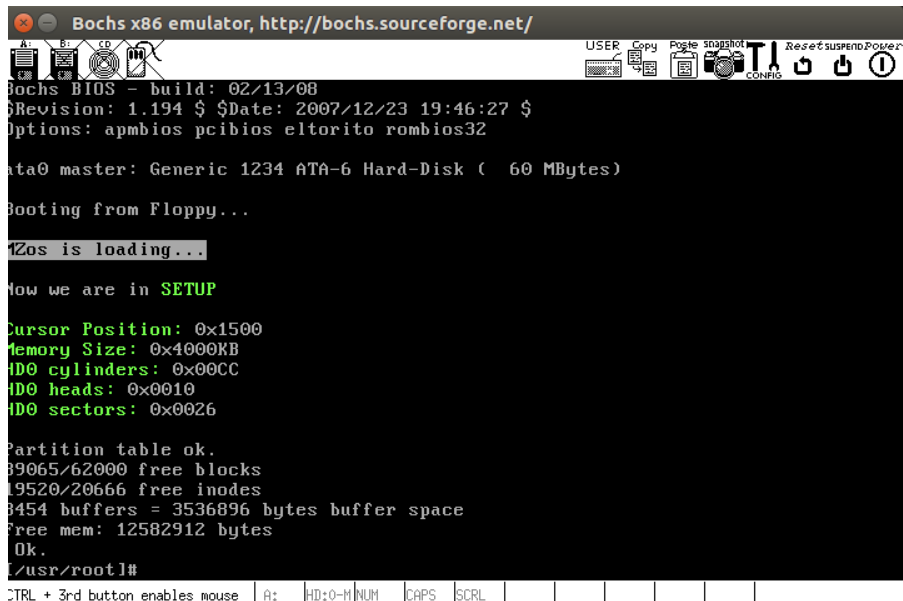 Bochs x86 emulator, http://bochs.sourceforge.net/
A: B: CD USER Copy Paste snapshot CONFIG Reset SUSPEND Power
Bochs BIOS - build: 02/13/08
$Revision: 1.194 $ $Date: 2007/12/23 19:46:27 $
Options: apmbios pcibios eltorito rombios32
ata0 master: Generic 1234 ATA-6 Hard-Disk ( 60 MBytes)
Booting from Floppy...
MZos is loading...
Now we are in SETUP
Cursor Position: 0x1500
Memory Size: 0x4000KB
HD0 cylinders: 0x00CC
HD0 heads: 0x0010
HD0 sectors: 0x0026
Partition table ok.
39065/62000 free blocks
19520/20666 free inodes
3454 buffers = 3536896 bytes buffer space
Free mem: 12582912 bytes
Ok.
[/usr/root]#
CTRL + 3rd button enables mouse A: HD:0-M NUM CAPS SCRL